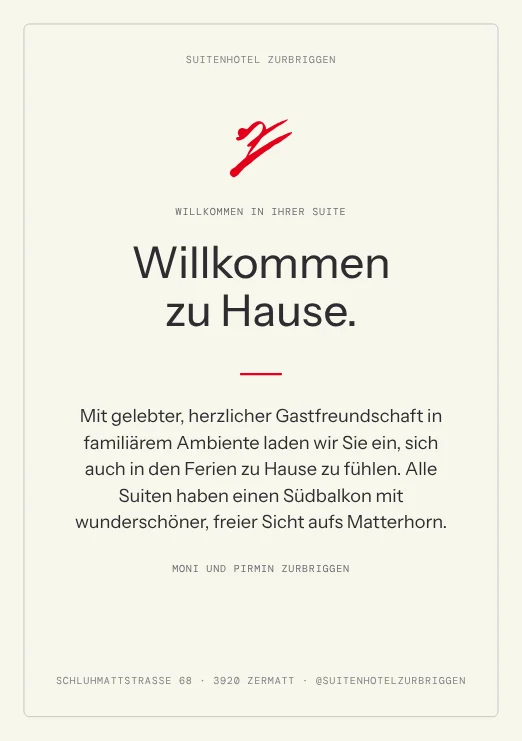 SUITENHOTEL ZURBRIGGEN
WILLKOMMEN IN IHRER SUITE
Willkommen
zu Hause.
Mit gelebter, herzlicher Gastfreundschaft in
familiärem Ambiente laden wir Sie ein, sich
auch in den Ferien zu Hause zu fühlen. Alle
Suiten haben einen Südbalkon mit
wunderschöner, freier Sicht aufs Matterhorn.
MONI UND PIRMIN ZURBRIGGEN
SCHLUHMATTSTRASSE 68 · 3920 ZERMATT · @SUITENHOTELZURBRIGGEN